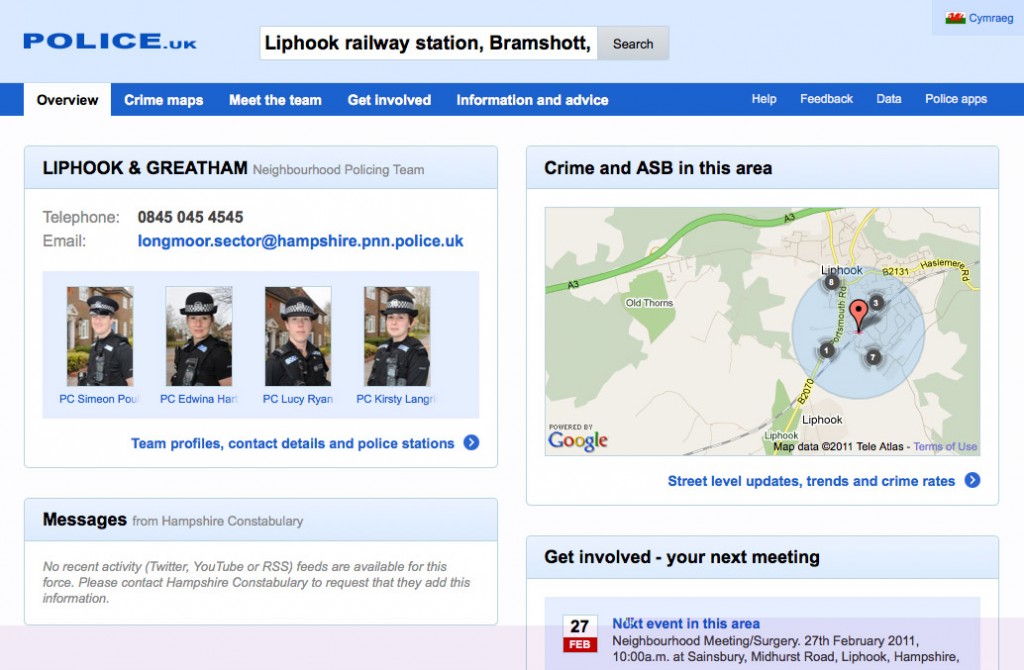 Cymraeg
POLICE.UK
Liphook railway station, Bramshott,
Search
Overview
Crime maps
Meet the team
Get involved
Information and advice
Help
Feedback
Data
Police apps
LIPHOOK & GREATHAM Neighbourhood Policing Team
Telephone: 0845 045 4545
Email: longmoor.sector@hampshire.pnn.police.uk
PC Simeon Pou
PC Edwina Hart
PC Lucy Ryan
PC Kirsty Langri
Team profiles, contact details and police stations
Messages from Hampshire Constabulary
No recent activity (Twitter, YouTube or RSS) feeds are available for this
force. Please contact Hampshire Constabulary to request that they add this
information.
Crime and ASB in this area
A3
A3
Liphook
B2131
Haslemere Rd
8
Old Thorns
3
ortsmouth Rd
1
7
B2070
Liphook
Liphook
POWERED BY
Google
Map data ©2011 Tele Atlas - Terms of Use
Street level updates, trends and crime rates
Get involved - your next meeting
27
FEB
Next event in this area
Neighbourhood Meeting/Surgery. 27th February 2011,
10:00a.m. at Sainsbury, Midhurst Road, Liphook, Hampshire,